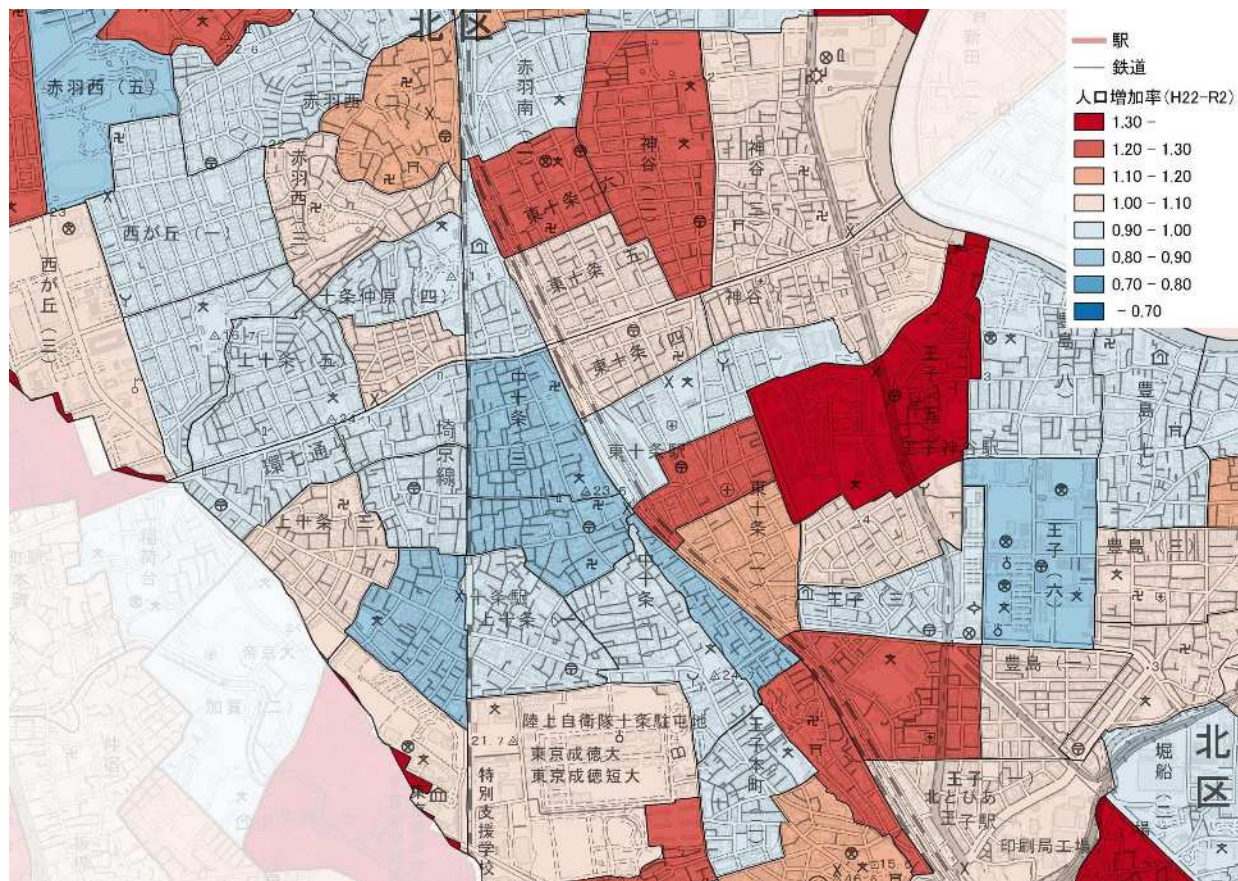 北区
新田
駅
鉄道
人口増加率(H22-R2)
1.30 -
1.20 - 1.30
1.10 - 1.20
1.00 - 1.10
0.90 - 1.00
0.80 - 0.90
0.70 - 0.80
- 0.70
赤羽西(五)
赤羽西(二)
赤羽南(一)
赤羽西(三)
神谷(二)
神谷(三)
東十条(六)
西が丘(一)
西が丘(二)
東十条(五)
十条仲原(四)
神谷(一)
上十条(五)
東十条(四)
豊島(八)
豊島(七)
王子(五)
王子神谷駅
中十条(三)
埼京線
環七通り
東十条駅
東十条(一)
上十条(三)
稲荷台
王子(六)
豊島(三)
中十条
十条駅
上十条(一)
王子(三)
帝京大
加賀(二)
豊島(一)
陸上自衛隊十条駐屯地
21.7
東京成徳大
東京成徳短大
王子本町
特別支援学校
堀船(二)
北区
王子
北とぴあ
王子駅
印刷局工場